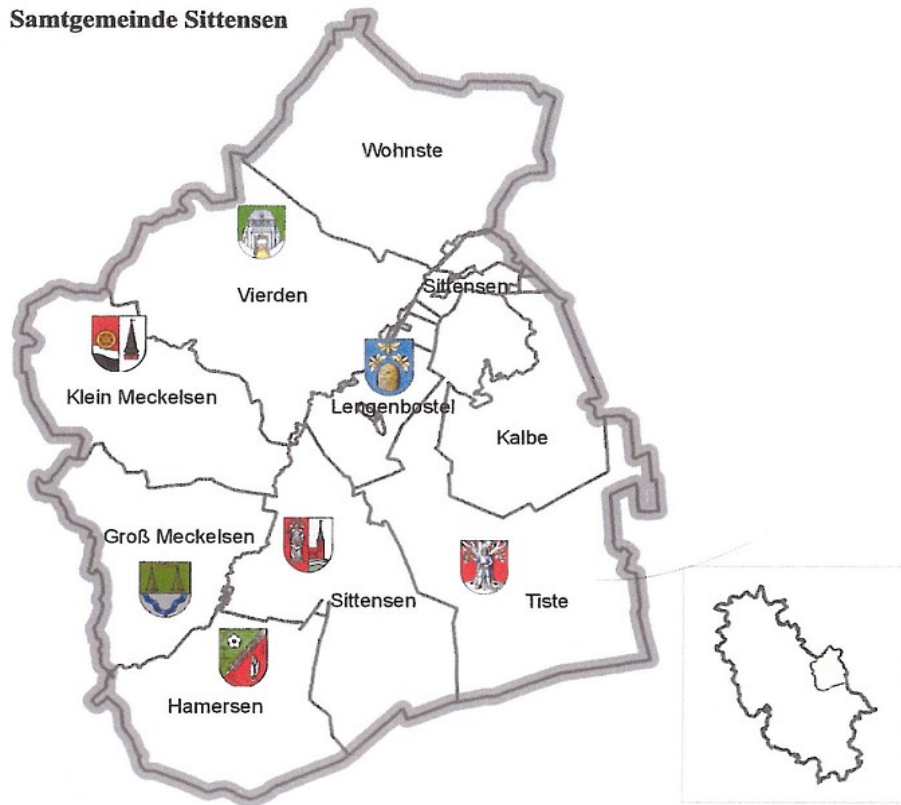 Samtgemeinde Sittensen
Wohnste
Sittensen
Vierden
Klein Meckelsen
Lengenbostel
Kalbe
Groß Meckelsen
Sittensen
Tiste
Hamersen